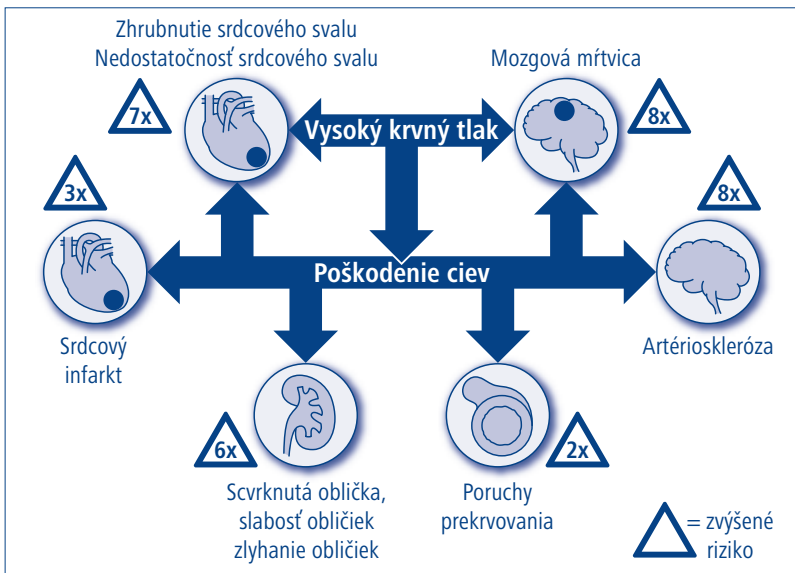 Zhrubnutie srdcového svalu
Nedostatočnosť srdcového svalu
7x
Mozgová mŕtvica
8x
Vysoký krvný tlak
3x
8x
Poškodenie ciev
Srdcový
infarkt
Artérioskleróza
6x
2x
Scvrknutá oblička,
slabosť obličiek
zlyhanie obličiek
Poruchy
prekrvovania
= zvýšené
riziko